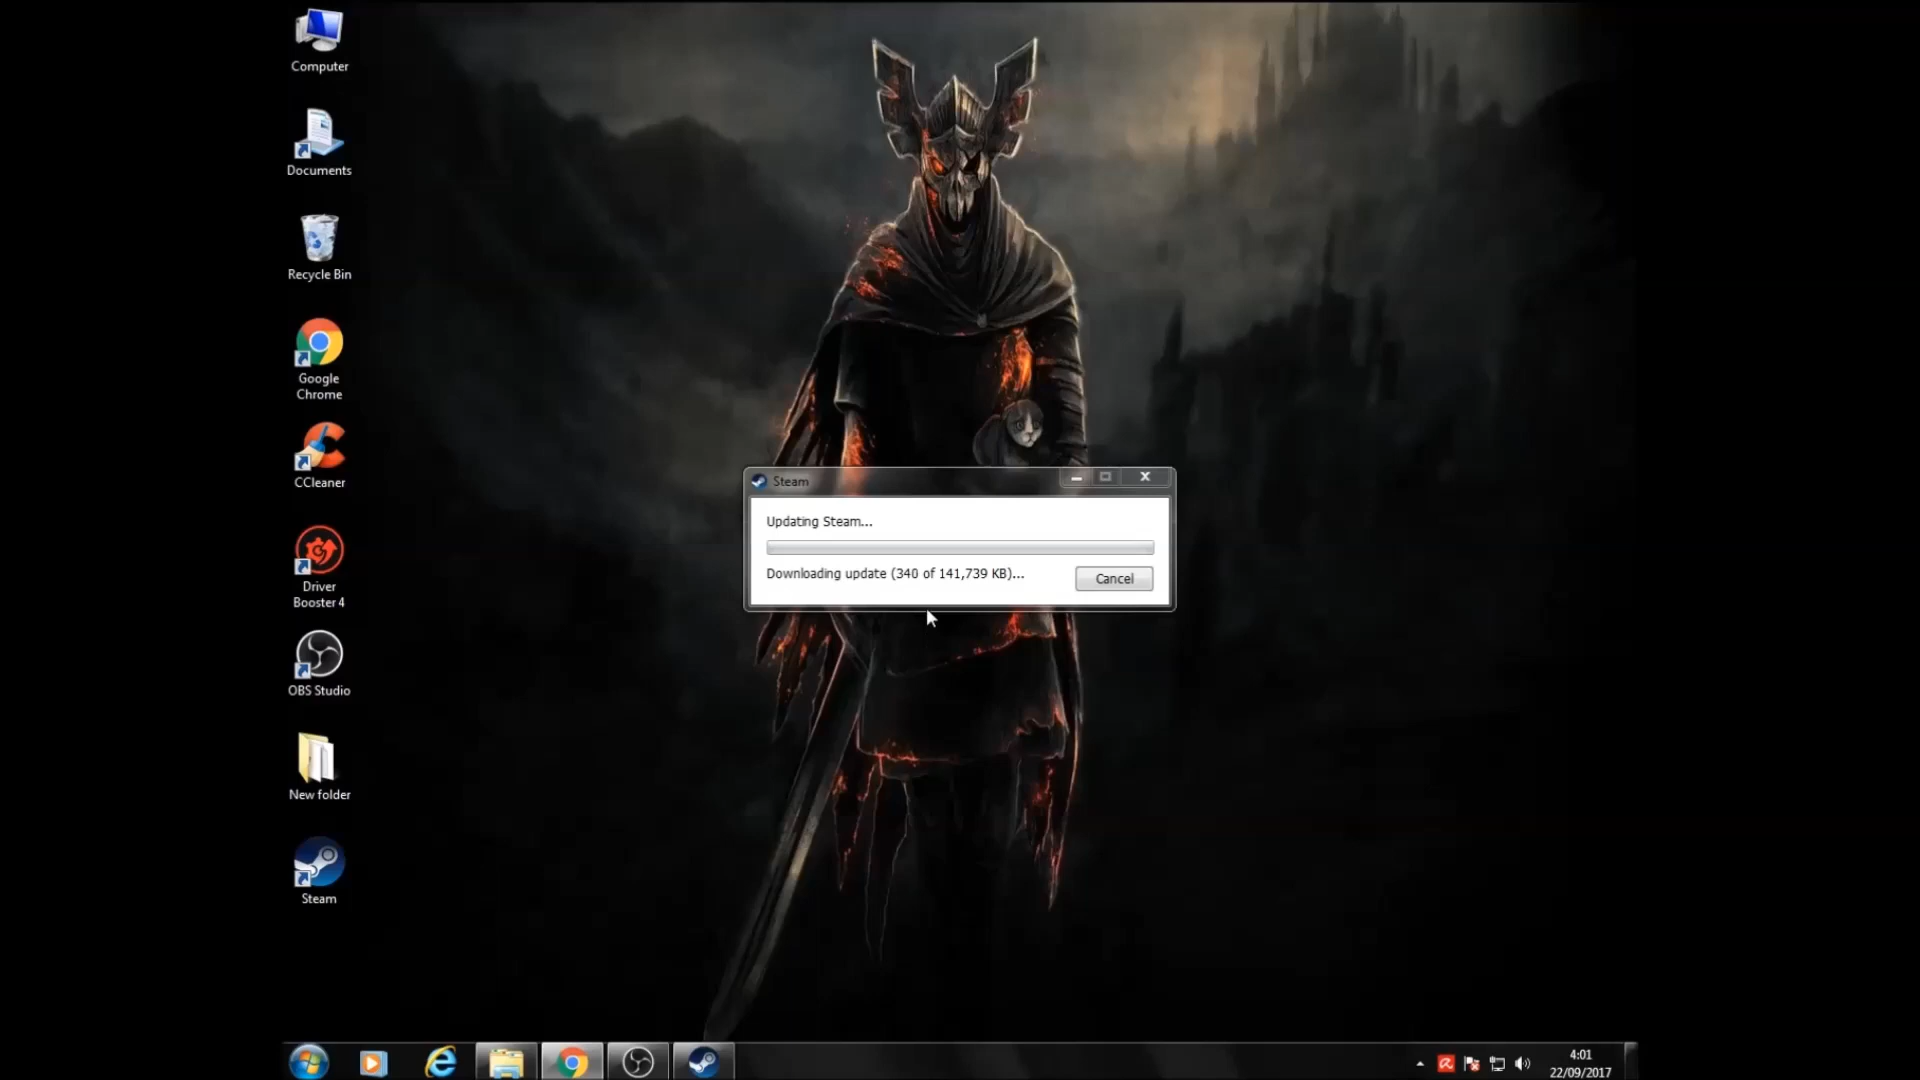 Computer
Documents
Recycle Bin
Google
Chrome
CCleaner
Driver
Booster 4
OBS Studio
New folder
Steam
Steam
Updating Steam...
Downloading update (340 of 141,739 KB)...
Cancel
4:01
22/09/2017